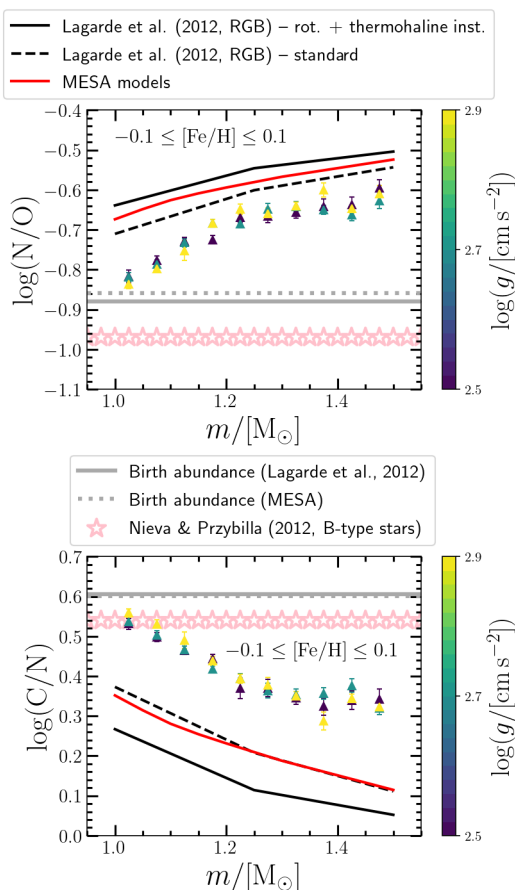 Lagarde et al. (2012, RGB) – rot. + thermohaline inst.
Lagarde et al. (2012, RGB) – standard
MESA models
−0.4
−0.5
−0.6
−0.7
−0.8
−0.9
−1.0
−1.1
log(N/O)
−0.1 ≤ [Fe/H] ≤ 0.1
1.0
1.2
1.4
m/[M⊙]
2.9
2.7
2.5
log(g/[cm s−2])
Birth abundance (Lagarde et al., 2012)
Birth abundance (MESA)
Nieva & Przybilla (2012, B-type stars)
0.7
0.6
0.5
0.4
0.3
0.2
0.1
0.0
log(C/N)
−0.1 ≤ [Fe/H] ≤ 0.1
1.0
1.2
1.4
m/[M⊙]
2.9
2.7
2.5
log(g/[cm s−2])